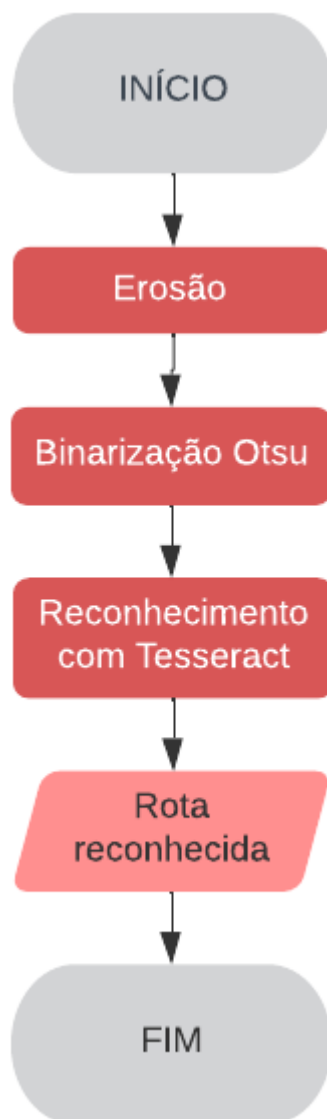 INÍCIO
Erosão
Binarização Otsu
Reconhecimento
com Tesseract
Rota
reconhecida
FIM